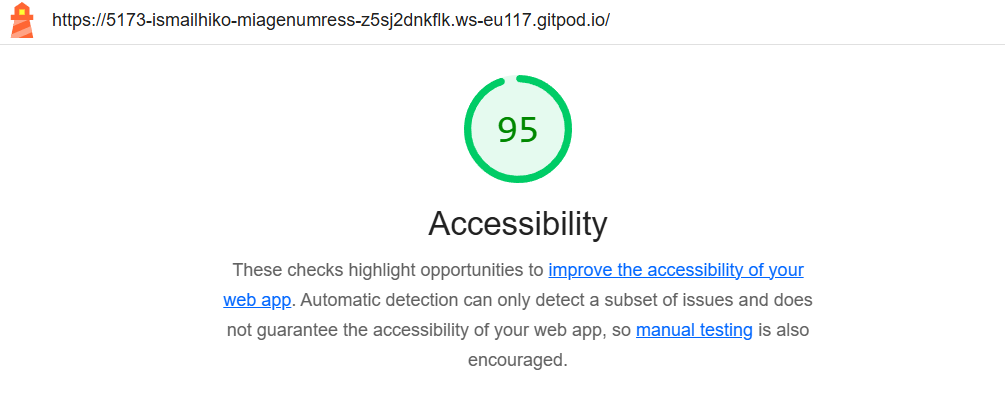 https://5173-ismailhiko-miagenumress-z5sj2dnkflk.ws-eu117.gitpod.io/
95
Accessibility
These checks highlight opportunities to improve the accessibility of your
web app. Automatic detection can only detect a subset of issues and does
not guarantee the accessibility of your web app, so manual testing is also
encouraged.